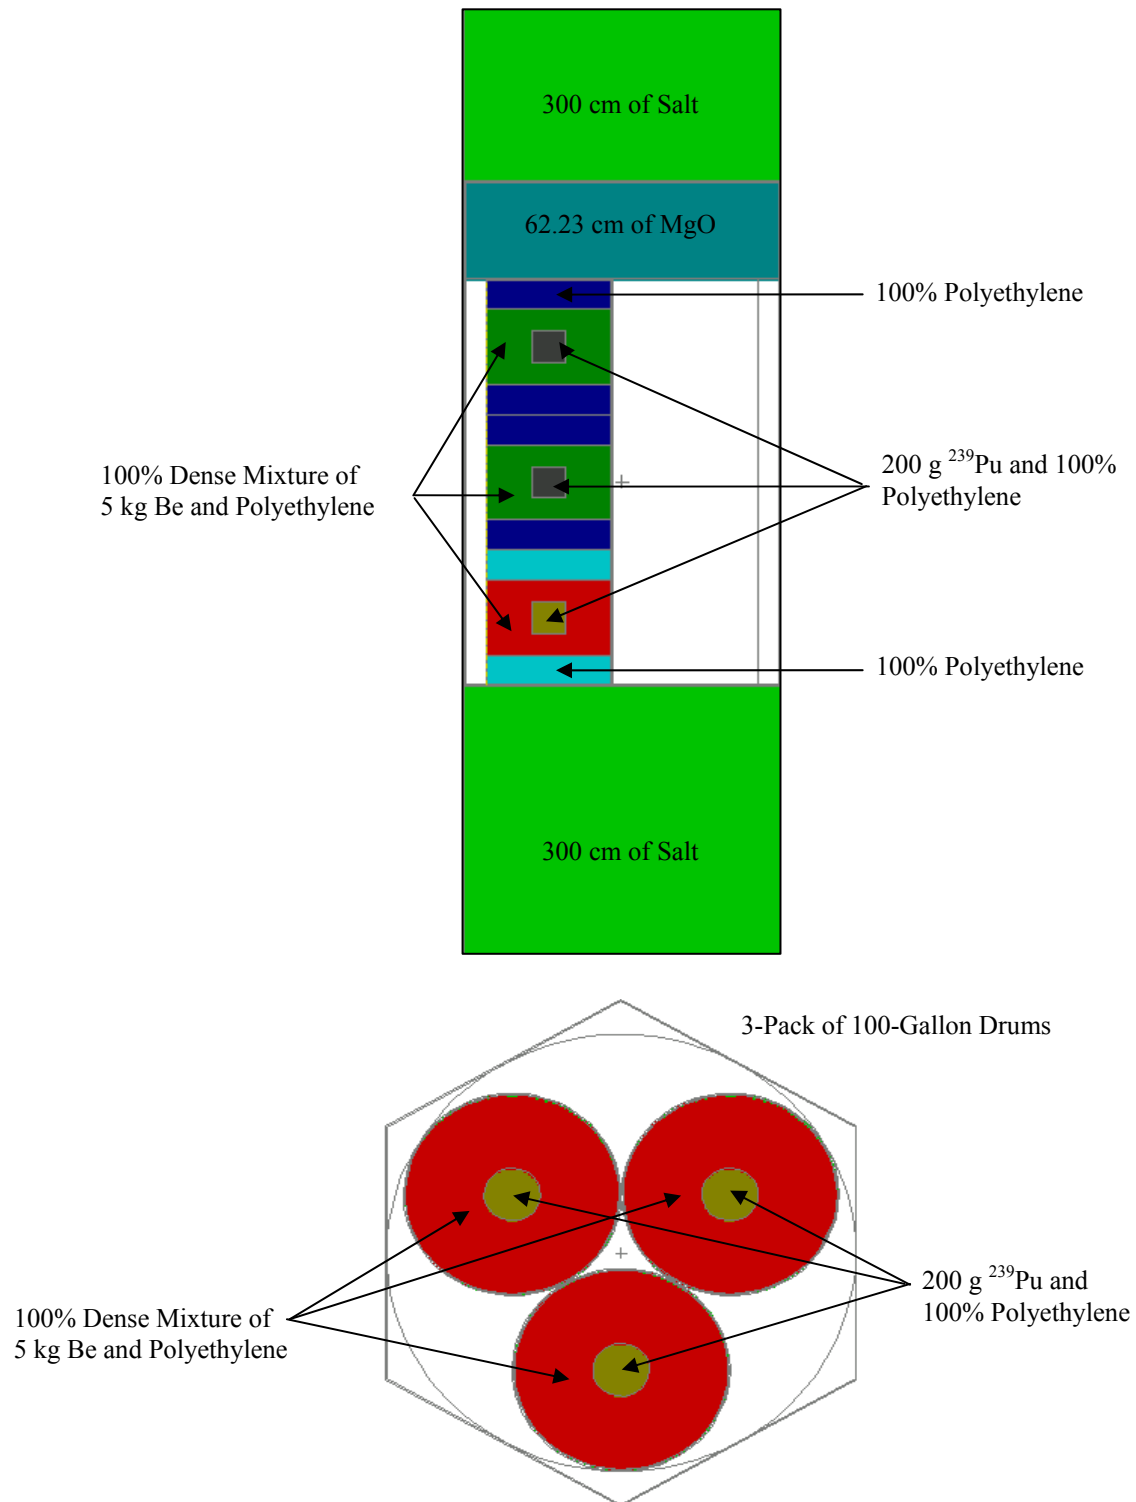 300 cm of Salt
62.23 cm of MgO
100% Polyethylene
100% Dense Mixture of
5 kg Be and Polyethylene
200 g ²³⁹Pu and 100%
Polyethylene
100% Polyethylene
300 cm of Salt
3-Pack of 100-Gallon Drums
100% Dense Mixture of
5 kg Be and Polyethylene
200 g ²³⁹Pu and
100% Polyethylene